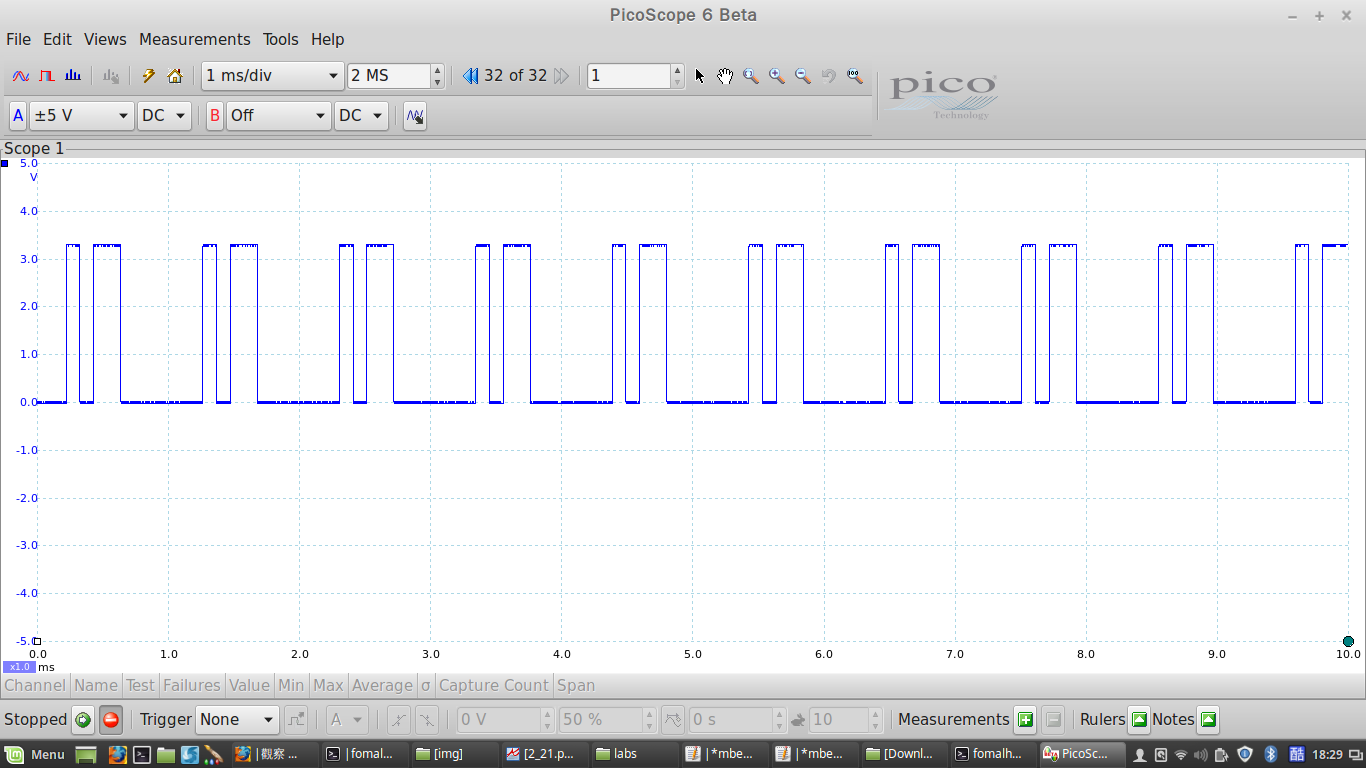 PicoScope 6 Beta
File Edit Views Measurements Tools Help
1 ms/div 2 MS 32 of 32 1
pico
Technology
A ±5 V DC B Off DC
Scope 1
5.0
V
4.0
3.0
2.0
1.0
0.0
-1.0
-2.0
-3.0
-4.0
-5.0
0.0 1.0 2.0 3.0 4.0 5.0 6.0 7.0 8.0 9.0 10.0
x1.0 ms
Channel Name Test Failures Value Min Max Average σ Capture Count Span
Stopped Trigger None A 0 V 50 % 0 s 10 Measurements Rulers Notes
Menu | 觀察 ... | fomal... [img] [2_21.p... labs | *mbe... | *mbe... [Downl... fomalh... PicoSc... 酷 18:29